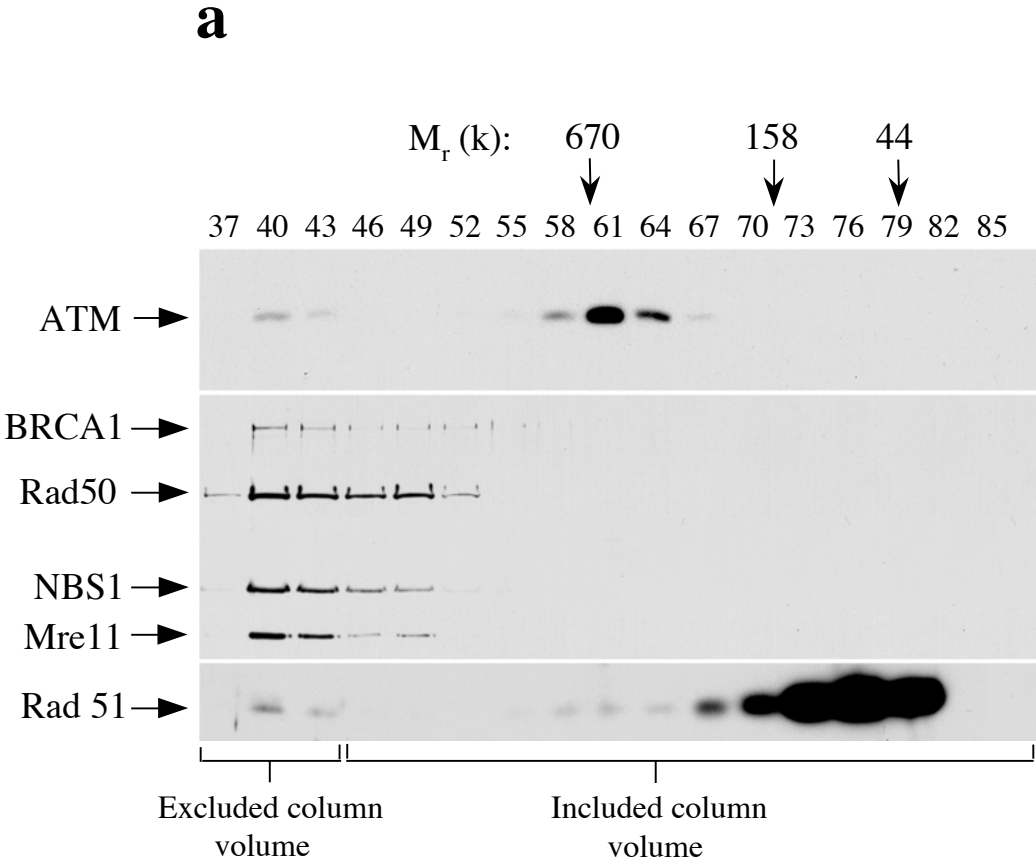 a
Mr (k): 670 158 44
37 40 43 46 49 52 55 58 61 64 67 70 73 76 79 82 85
ATM
BRCA1
Rad50
NBS1
Mre11
Rad 51
Excluded column
volume
Included column
volume